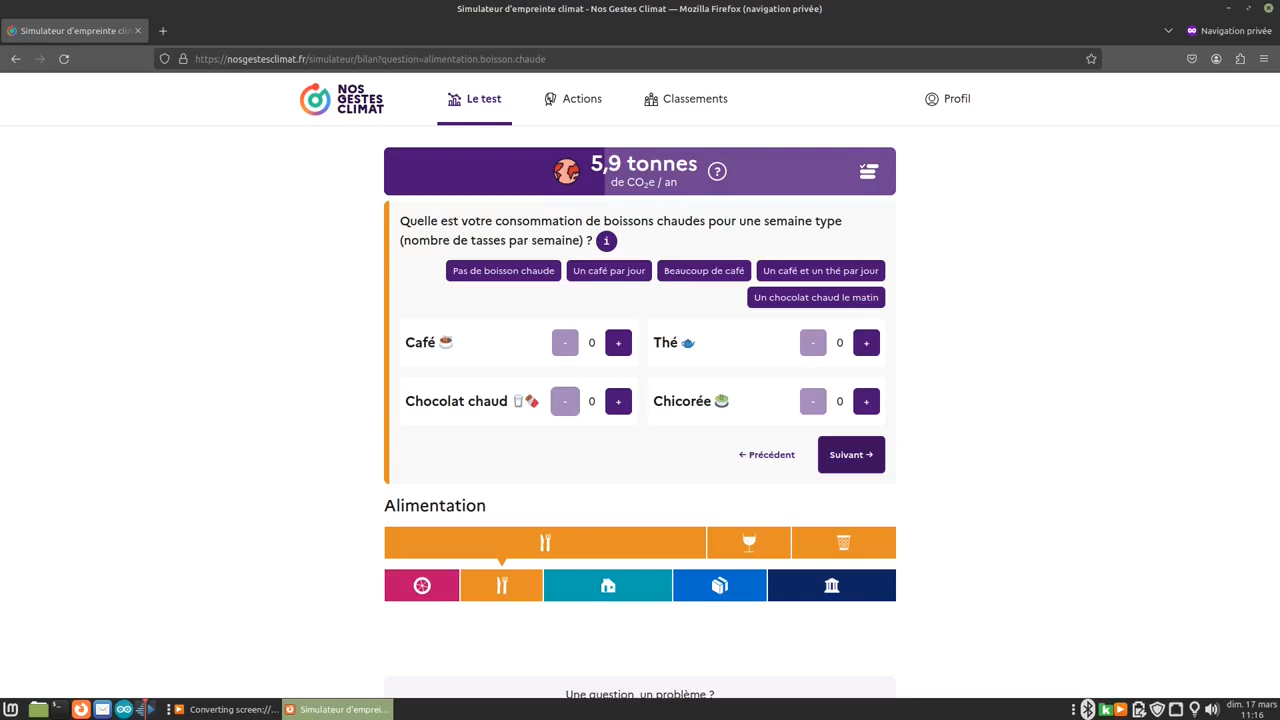 Simulateur d'empreinte climat - Nos Gestes Climat — Mozilla Firefox (navigation privée)
Simulateur d'empreinte clim
Navigation privée
https://nosgestesclimat.fr/simulateur/bilan?question=alimentation.boisson.chaude
NOS
GESTES
CLIMAT
Le test
Actions
Classements
Profil
5,9 tonnes
de CO₂e / an
?
Quelle est votre consommation de boissons chaudes pour une semaine type
(nombre de tasses par semaine) ? i
Pas de boisson chaude
Un café par jour
Beaucoup de café
Un café et un thé par jour
Un chocolat chaud le matin
Café - 0 +
Thé - 0 +
Chocolat chaud - 0 +
Chicorée - 0 +
← Précédent
Suivant →
Alimentation
Une question, un problème ?
Converting screen://...
Simulateur d'emprei...
dim. 17 mars
11:16